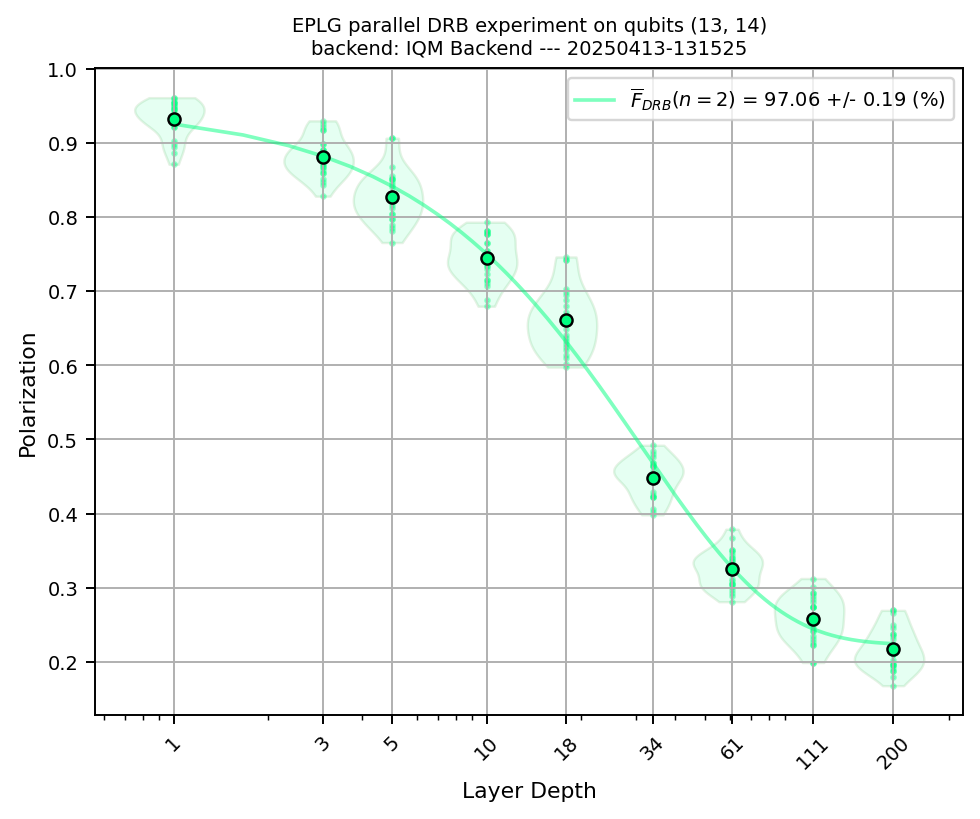 EPLG parallel DRB experiment on qubits (13, 14)
backend: IQM Backend --- 20250413-131525
F̅_DRB(n = 2) = 97.06 +/- 0.19 (%)
Polarization
1.0
0.9
0.8
0.7
0.6
0.5
0.4
0.3
0.2
1 3 5 10 18 34 61 111 200
Layer Depth